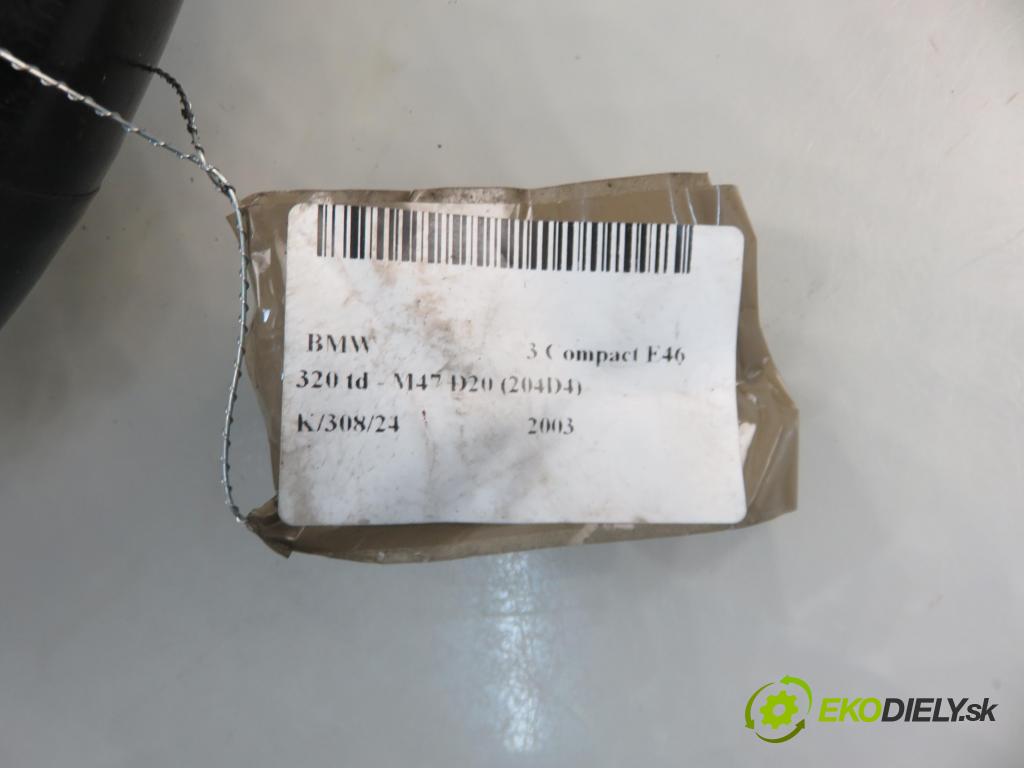 BMW 3 Compact E46
320 td - M47 D20 (204D4)
K/308/24 2003
EKODIELY.sk